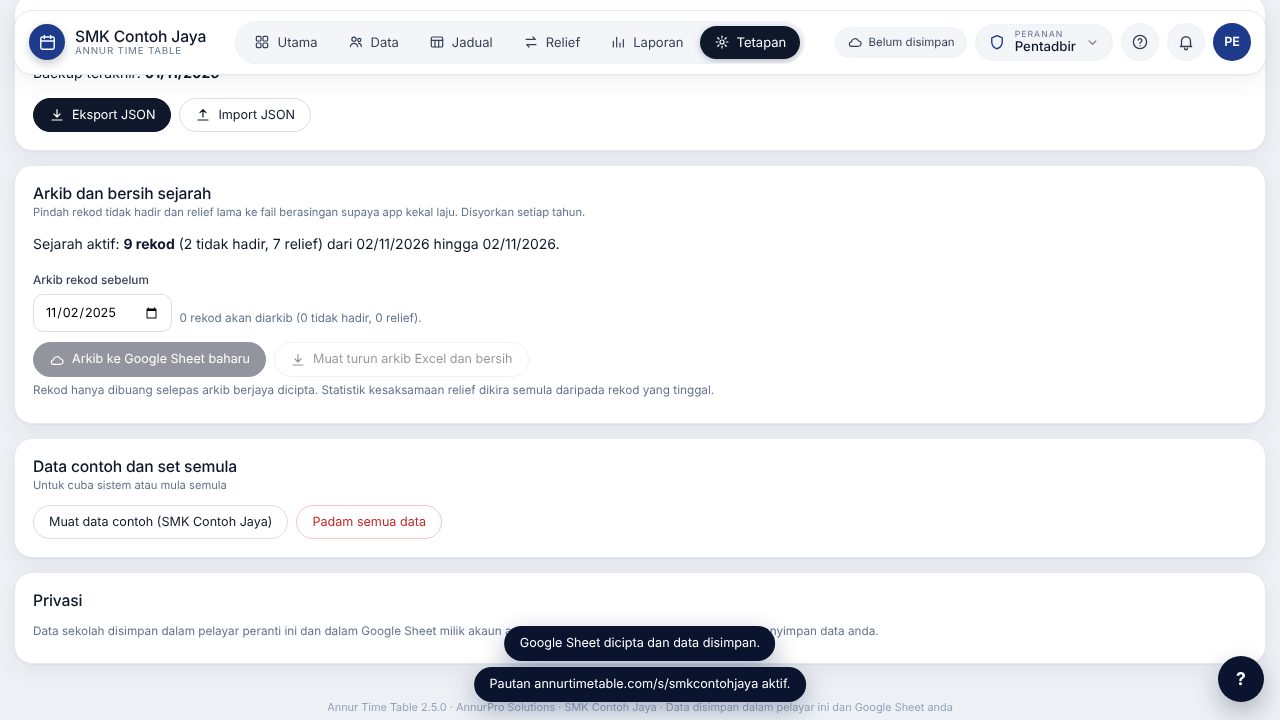 SMK Contoh Jaya
ANNUR TIME TABLE
Utama
Data
Jadual
Relief
Laporan
Tetapan
Belum disimpan
PERANAN
Pentadbir
PE
Backup terakhir: 01/11/2025
Eksport JSON
Import JSON
Arkib dan bersih sejarah
Pindah rekod tidak hadir dan relief lama ke fail berasingan supaya app kekal laju. Disyorkan setiap tahun.
Sejarah aktif: 9 rekod (2 tidak hadir, 7 relief) dari 02/11/2026 hingga 02/11/2026.
Arkib rekod sebelum
11/02/2025
0 rekod akan diarkib (0 tidak hadir, 0 relief).
Arkib ke Google Sheet baharu
Muat turun arkib Excel dan bersih
Rekod hanya dibuang selepas arkib berjaya dicipta. Statistik kesaksamaan relief dikira semula daripada rekod yang tinggal.
Data contoh dan set semula
Untuk cuba sistem atau mula semula
Muat data contoh (SMK Contoh Jaya)
Padam semua data
Privasi
Data sekolah disimpan dalam pelayar peranti ini dan dalam Google Sheet milik akaun
nyimpan data anda.
Google Sheet dicipta dan data disimpan.
Pautan annurtimetable.com/s/smkcontohjaya aktif.
?
Annur Time Table 2.5.0 · AnnurPro Solutions · SMK Contoh Jaya · Data disimpan dalam pelayar ini dan Google Sheet anda